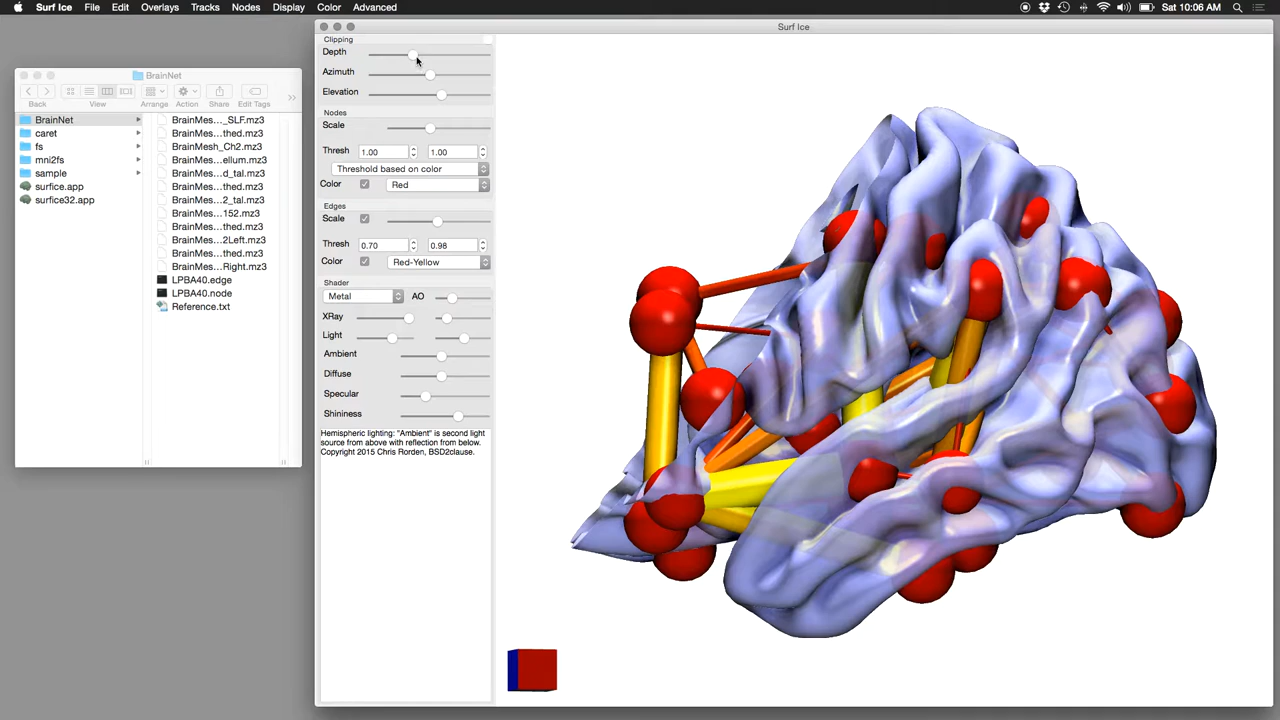 Surf Ice File Edit Overlays Tracks Nodes Display Color Advanced Sat 10:06 AM
Surf Ice
BrainNet
Back View Arrange Action Share Edit Tags
BrainNet
caret
fs
mni2fs
sample
surfice.app
surfice32.app
BrainMes..._SLF.mz3
BrainMes...thed.mz3
BrainMesh_Ch2.mz3
BrainMes...ellum.mz3
BrainMes...d_tal.mz3
BrainMes...thed.mz3
BrainMes...2_tal.mz3
BrainMes...152.mz3
BrainMes...thed.mz3
BrainMes...2Left.mz3
BrainMes...thed.mz3
BrainMes...Right.mz3
LPBA40.edge
LPBA40.node
Reference.txt
Clipping
Depth
Azimuth
Elevation
Nodes
Scale
Thresh 1.00 1.00
Threshold based on color
Color Red
Edges
Scale
Thresh 0.70 0.98
Color Red-Yellow
Shader
Metal AO
XRay
Light
Ambient
Diffuse
Specular
Shininess
Hemispheric lighting: "Ambient" is second light
source from above with reflection from below.
Copyright 2015 Chris Rorden, BSD2clause.